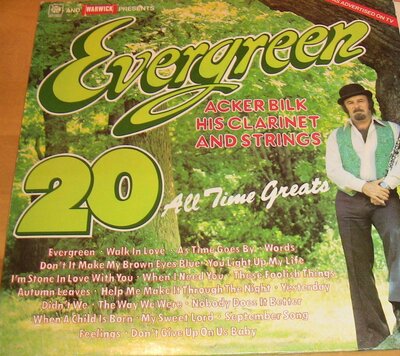 AND WARWICK PRESENTS
AS ADVERTISED ON TV
Evergreen
ACKER BILK
HIS CLARINET
AND STRINGS
20
All Time Greats
Evergreen · Walk In Love · As Time Goes By · Words
Don't It Make My Brown Eyes Blue · You Light Up My Life
I'm Stone In Love With You · When I Need You · These Foolish Things
Autumn Leaves · Help Me Make It Through The Night · Yesterday
Didn't We · The Way We Were · Nobody Does It Better
When A Child Is Born · My Sweet Lord · September Song
Feelings · Don't Give Up On Us Baby